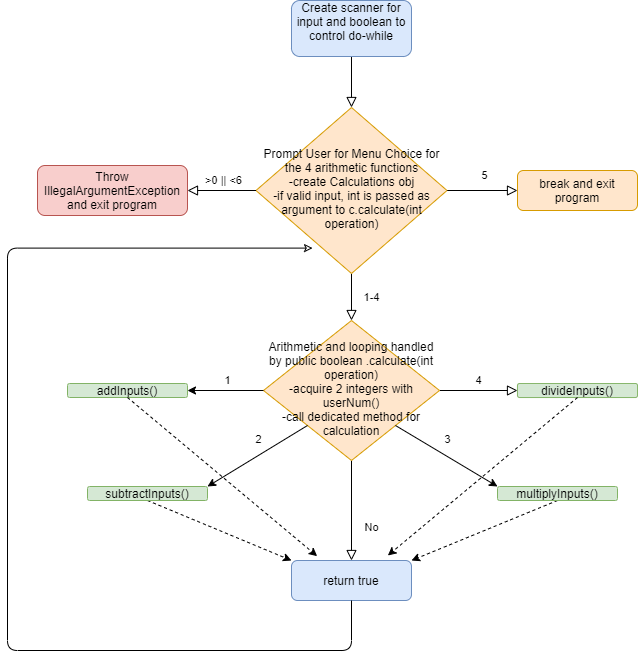 Create scanner for
input and boolean to
control do-while
Prompt User for Menu Choice for
the 4 arithmetic functions
-create Calculations obj
-if valid input, int is passed as
argument to c.calculate(int
operation)
Throw
IllegalArgumentException
and exit program
>0 || <6
5
break and exit
program
1-4
Arithmetic and looping handled
by public boolean .calculate(int
operation)
-acquire 2 integers with
userNum()
-call dedicated method for
calculation
1
addInputs()
4
divideInputs()
2
subtractInputs()
3
multiplyInputs()
No
return true